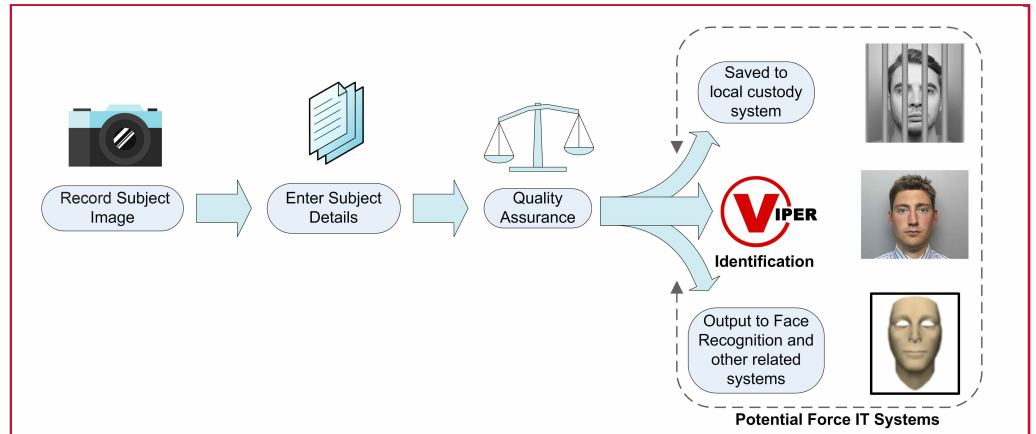 Record Subject
Image
Enter Subject
Details
Quality
Assurance
Saved to
local custody
system
VIPER
Identification
Output to Face
Recognition and
other related
systems
Potential Force IT Systems